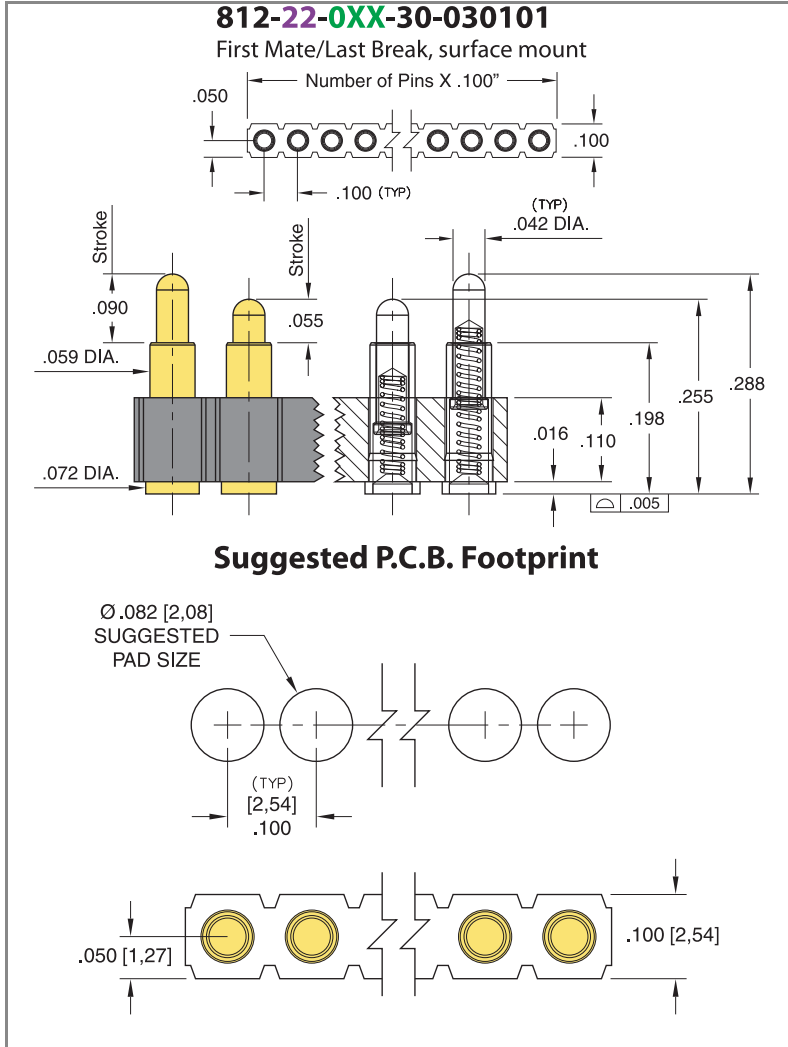 812-22-0XX-30-030101
First Mate/Last Break, surface mount
Number of Pins X .100”
.050
.100
.100 (TYP)
(TYP)
.042 DIA.
Stroke
Stroke
.090
.055
.059 DIA.
.072 DIA.
.016
.110
.198
.255
.288
.005
Suggested P.C.B. Footprint
Ø.082 [2,08]
SUGGESTED
PAD SIZE
(TYP)
[2,54]
.100
.050 [1,27]
.100 [2,54]